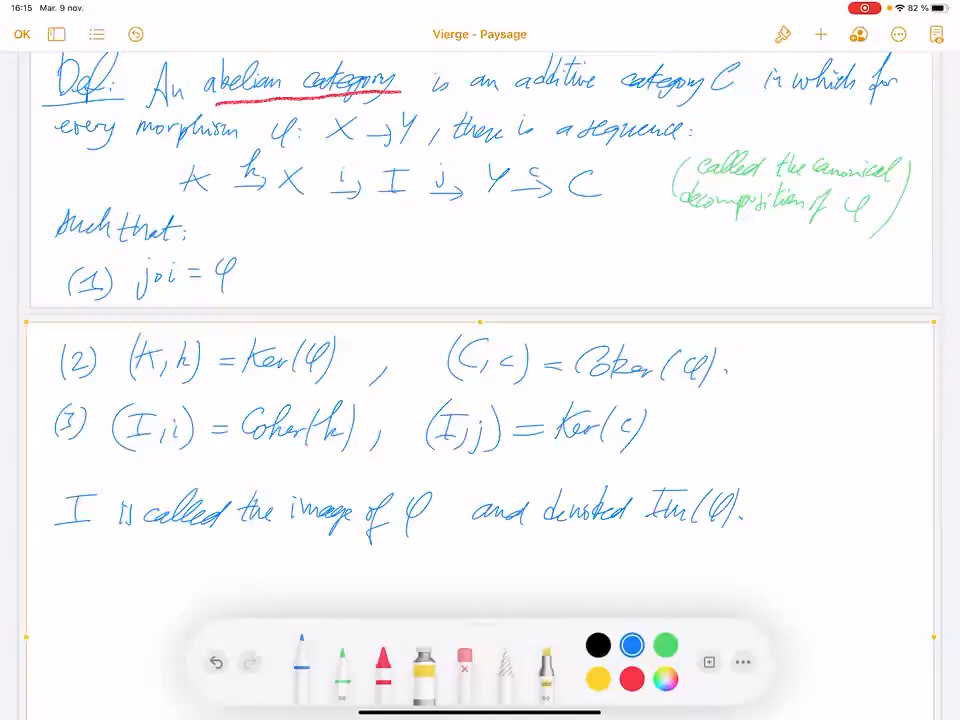 16:15 Mar. 9 nov. 82 %
OK Vierge - Paysage
Def: An abelian category is an additive category C in which for
every morphism φ: X → Y, there is a sequence:
K k→ X i→ I j→ Y c→ C (called the canonical
decomposition of φ)
such that:
(1) j∘i = φ
(2) (K, k) = Ker(φ), (C, c) = Coker(φ).
(3) (I, i) = Coker(k), (I, j) = Ker(c)
I is called the image of φ and denoted Im(φ).